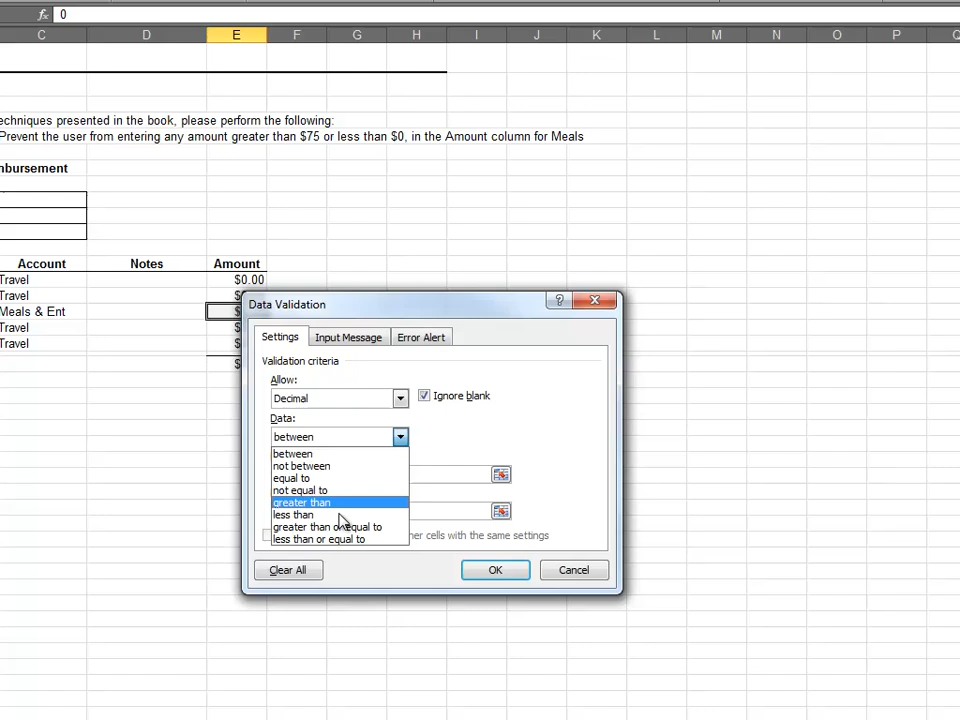 fx 0
C D E F G H I J K L M N O P Q
echniques presented in the book, please perform the following:
Prevent the user from entering any amount greater than $75 or less than $0, in the Amount column for Meals
nbursement
Account Notes Amount
Travel $0.00
Travel $
Meals & Ent $
Travel $
Travel $
$
Data Validation
Settings Input Message Error Alert
Validation criteria
Allow:
Decimal Ignore blank
Data:
between
between
not between
equal to
not equal to
greater than
less than
greater than or equal to
less than or equal to
her cells with the same settings
Clear All OK Cancel